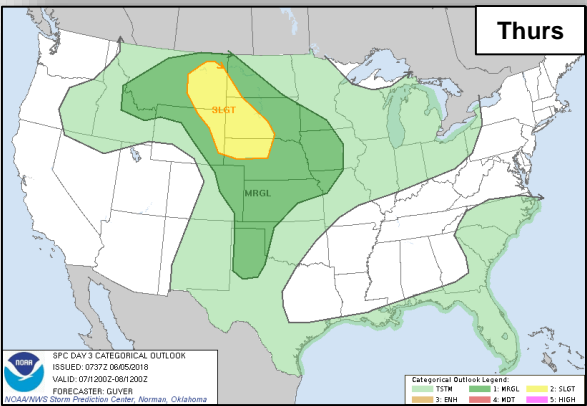 Thurs
SLGT
MRGL
SPC DAY 3 CATEGORICAL OUTLOOK
ISSUED: 0737Z 06/05/2018
VALID: 07/1200Z-08/1200Z
FORECASTER: GUYER
NOAA/NWS Storm Prediction Center, Norman, Oklahoma
NOAA
Categorical Outlook Legend:
TSTM 1: MRGL 2: SLGT
3: ENH 4: MDT 5: HIGH